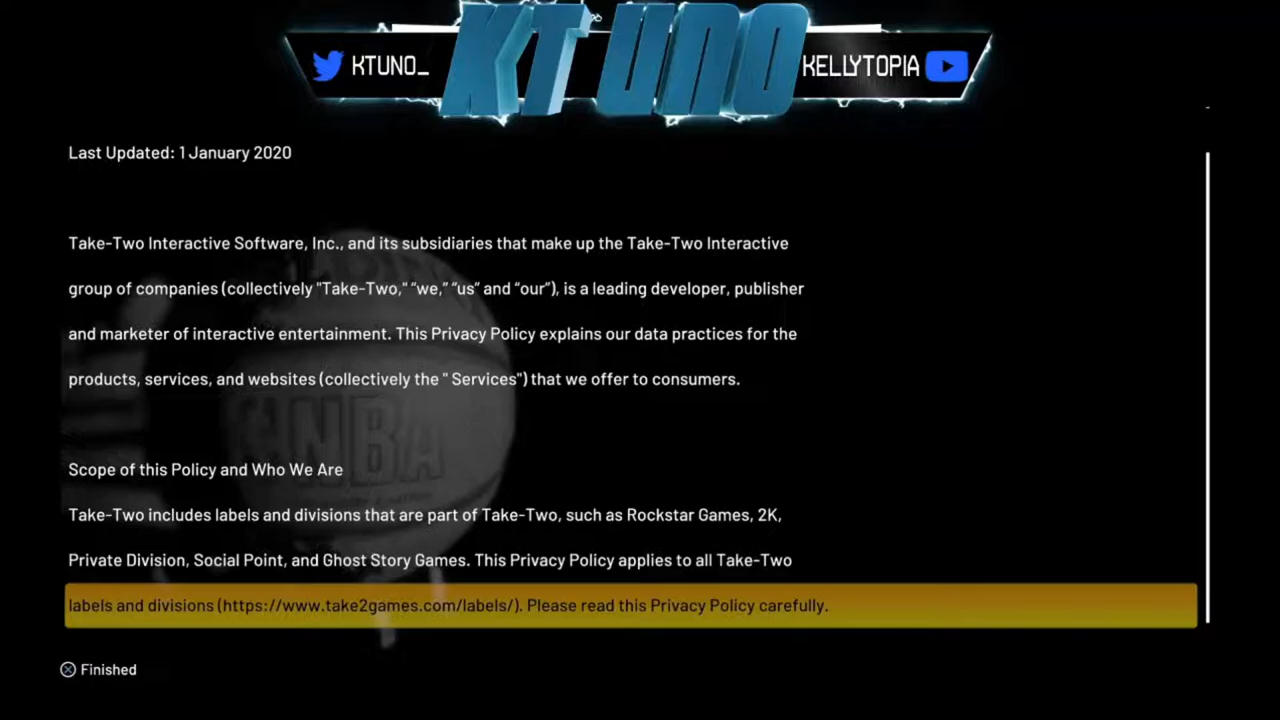 KT UNO
KTUNO_
KELLYTOPIA
Last Updated: 1 January 2020
Take-Two Interactive Software, Inc., and its subsidiaries that make up the Take-Two Interactive
group of companies (collectively "Take-Two," “we,” “us” and “our”), is a leading developer, publisher
and marketer of interactive entertainment. This Privacy Policy explains our data practices for the
products, services, and websites (collectively the " Services") that we offer to consumers.
Scope of this Policy and Who We Are
Take-Two includes labels and divisions that are part of Take-Two, such as Rockstar Games, 2K,
Private Division, Social Point, and Ghost Story Games. This Privacy Policy applies to all Take-Two
labels and divisions (https://www.take2games.com/labels/). Please read this Privacy Policy carefully.
Finished
NBA